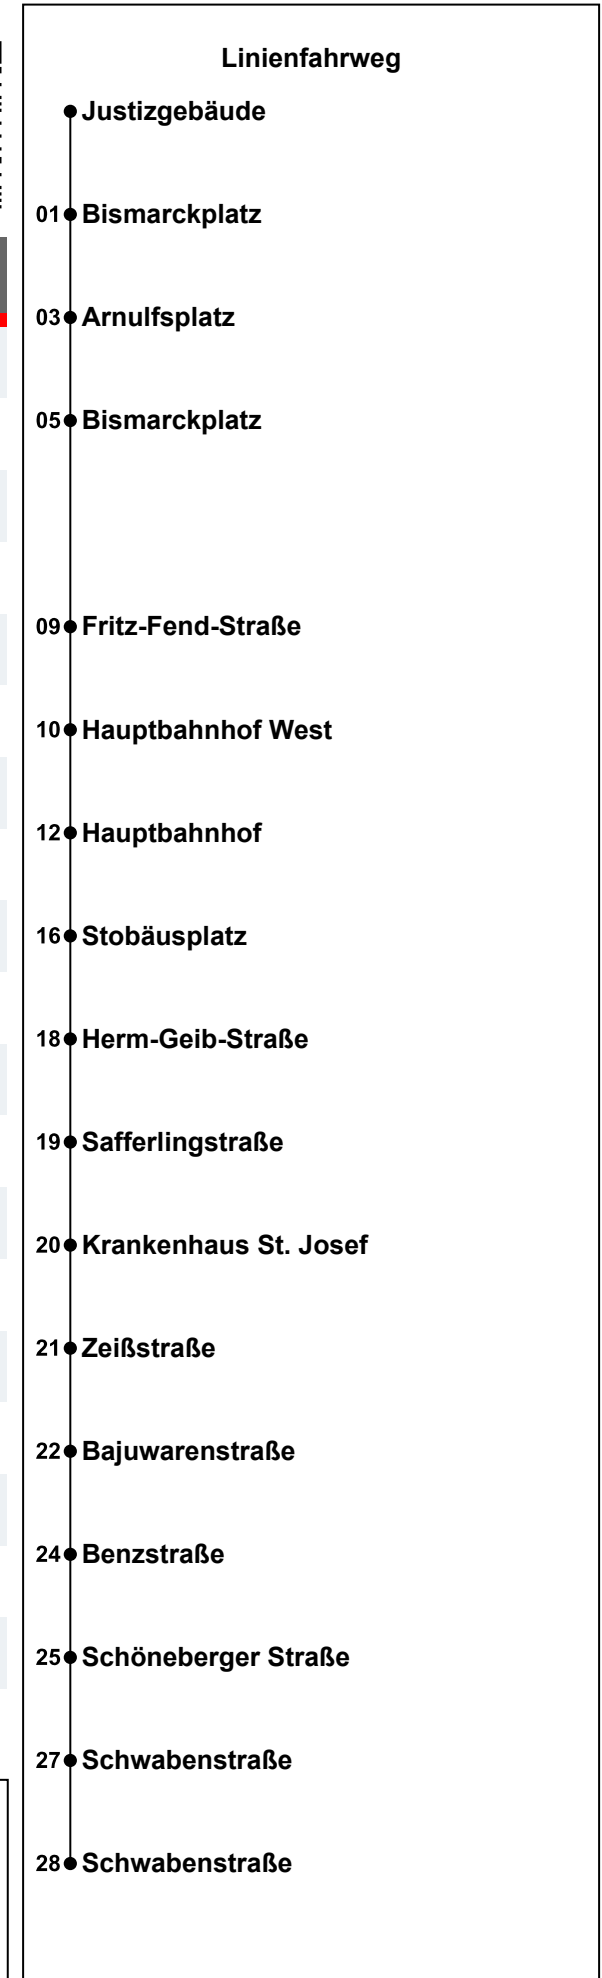 Linienfahrweg
Justizgebäude
01 Bismarckplatz
03 Arnulfsplatz
05 Bismarckplatz
09 Fritz-Fend-Straße
10 Hauptbahnhof West
12 Hauptbahnhof
16 Stobäusplatz
18 Herm-Geib-Straße
19 Safferlingstraße
20 Krankenhaus St. Josef
21 Zeißstraße
22 Bajuwarenstraße
24 Benzstraße
25 Schöneberger Straße
27 Schwabenstraße
28 Schwabenstraße